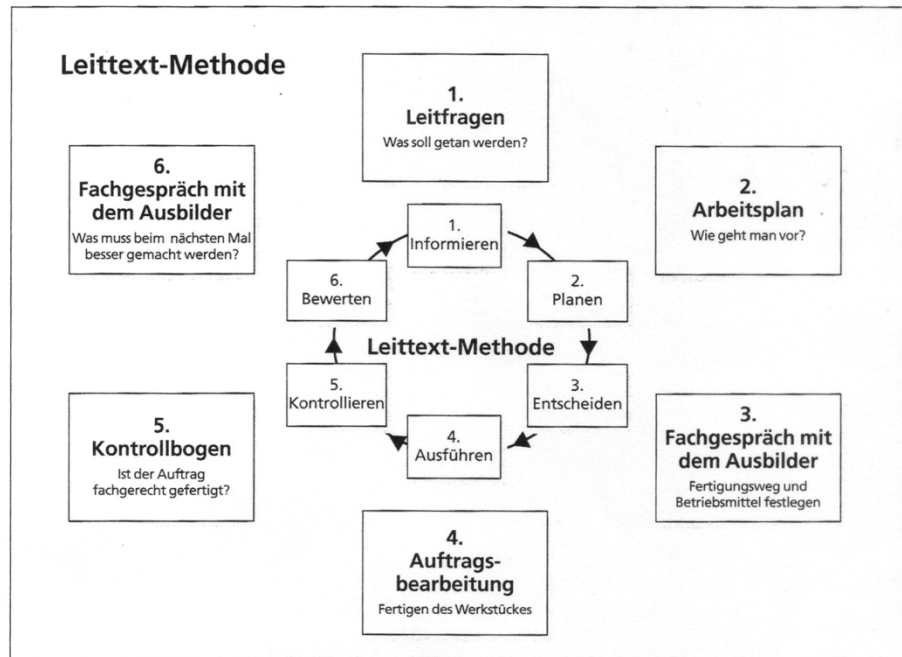 Leittext-Methode
1.
Leitfragen
Was soll getan werden?
6.
Fachgespräch mit
dem Ausbilder
Was muss beim nächsten Mal
besser gemacht werden?
2.
Arbeitsplan
Wie geht man vor?
1.
Informieren
6.
Bewerten
2.
Planen
Leittext-Methode
5.
Kontrollieren
3.
Entscheiden
4.
Ausführen
5.
Kontrollbogen
Ist der Auftrag
fachgerecht gefertigt?
3.
Fachgespräch mit
dem Ausbilder
Fertigungsweg und
Betriebsmittel festlegen
4.
Auftrags-
bearbeitung
Fertigen des Werkstückes